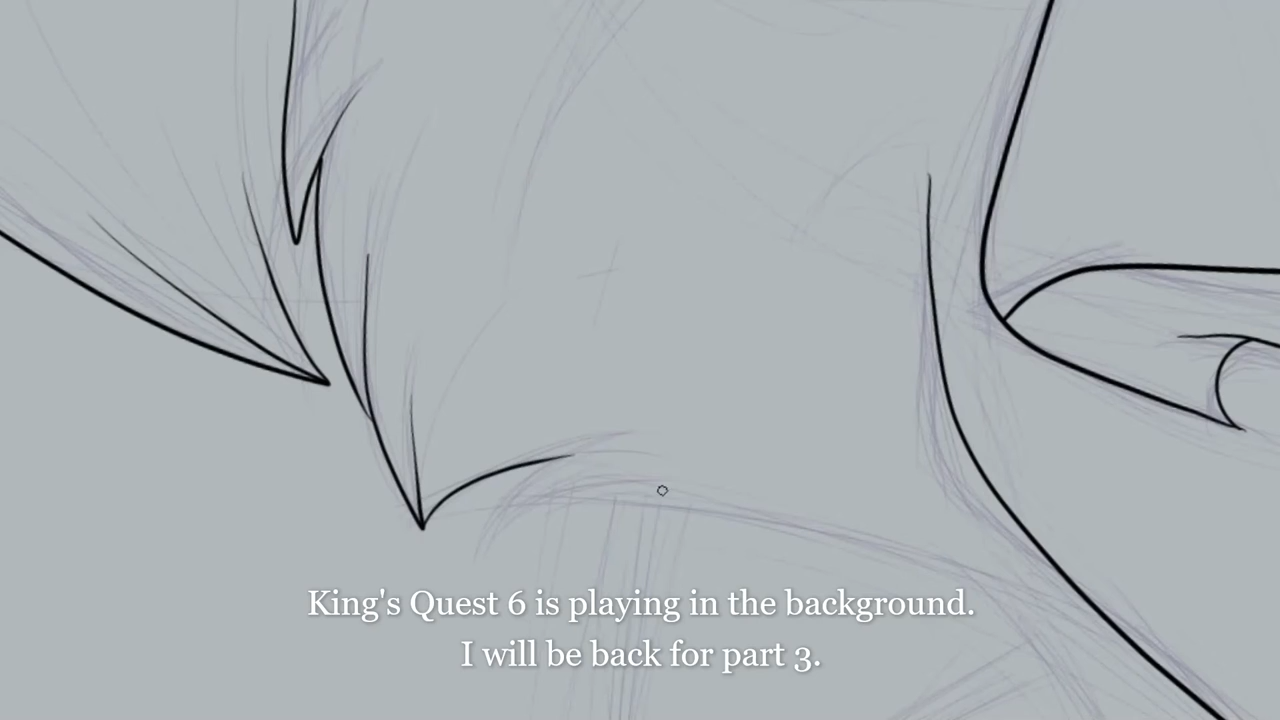 King's Quest 6 is playing in the background.
I will be back for part 3.